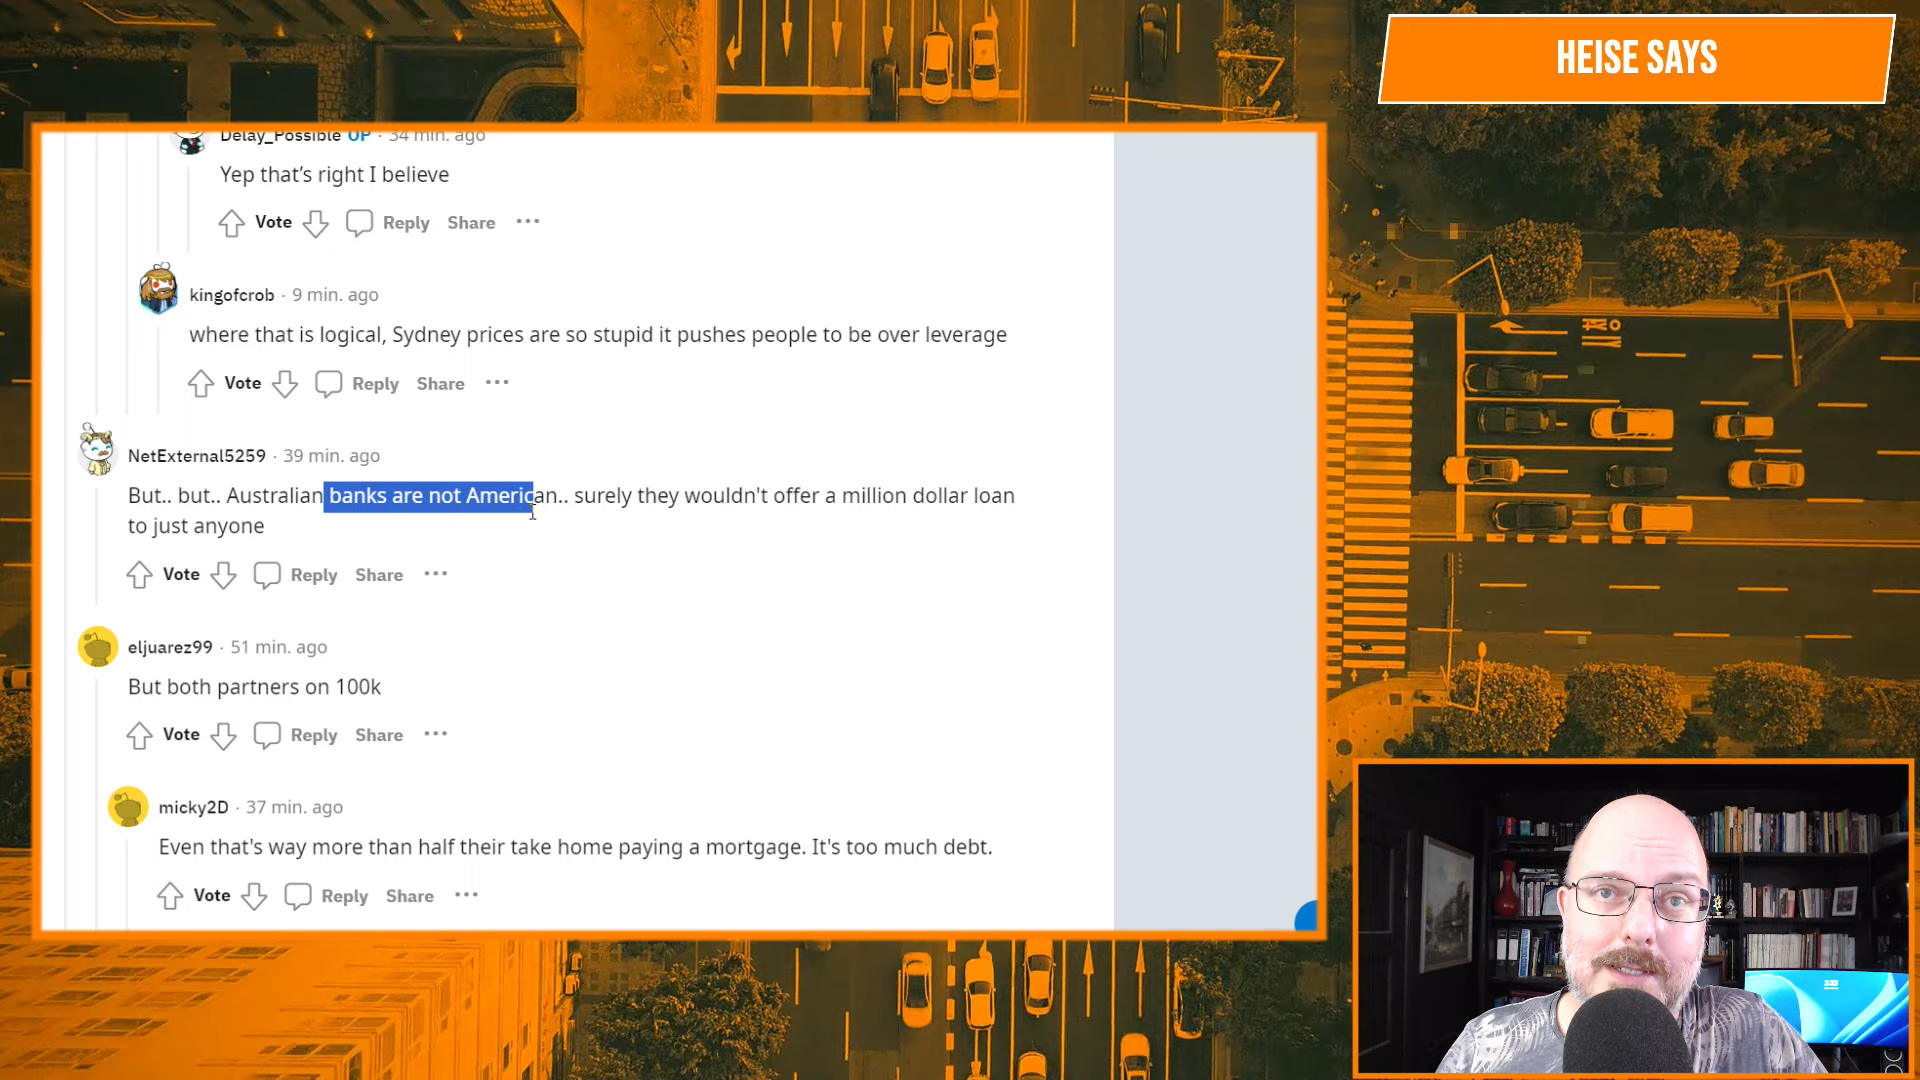 HEISE SAYS
Delay_Possible OP · 34 min. ago
Yep that's right I believe
Vote Reply Share ···
kingofcrob · 9 min. ago
where that is logical, Sydney prices are so stupid it pushes people to be over leverage
Vote Reply Share ···
NetExternal5259 · 39 min. ago
But.. but.. Australian banks are not American.. surely they wouldn't offer a million dollar loan
to just anyone
Vote Reply Share ···
eljuarez99 · 51 min. ago
But both partners on 100k
Vote Reply Share ···
micky2D · 37 min. ago
Even that's way more than half their take home paying a mortgage. It's too much debt.
Vote Reply Share ···